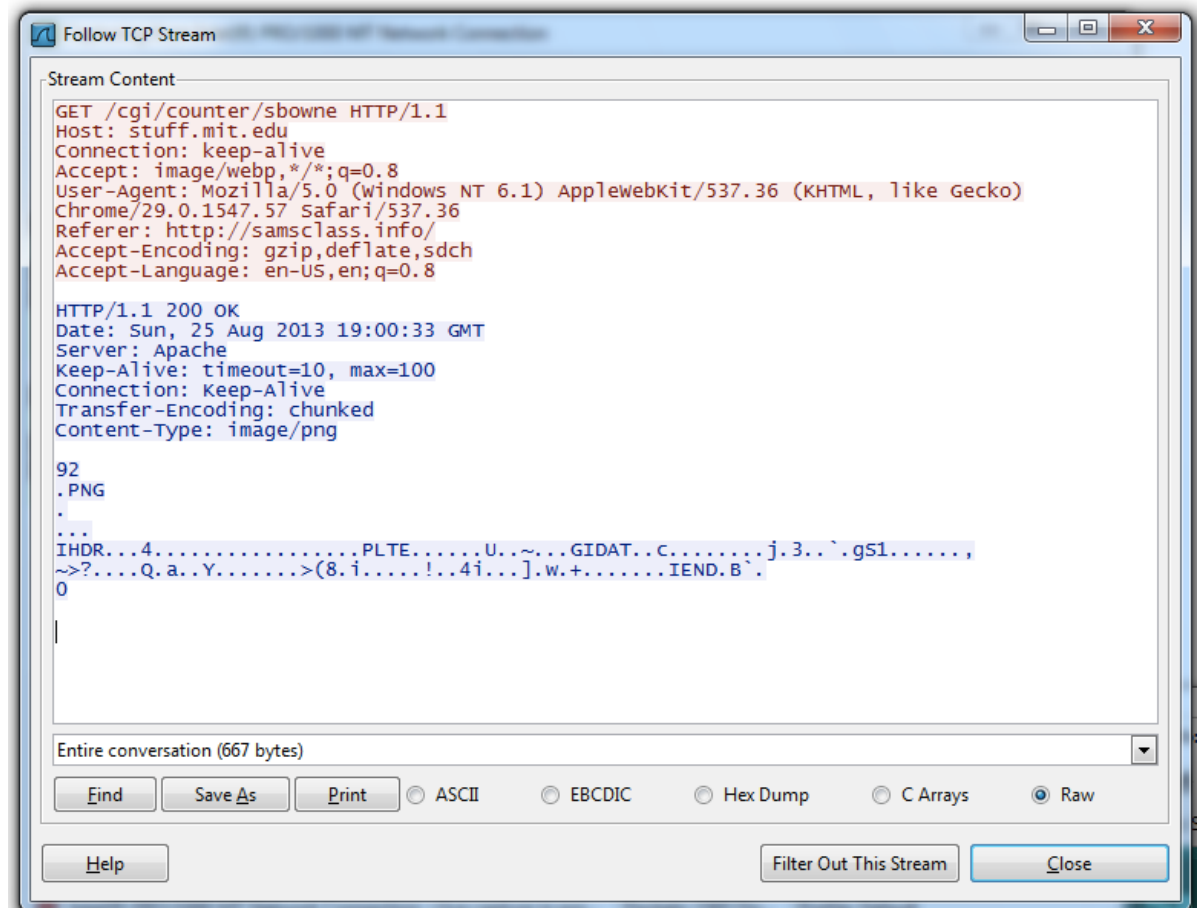 Follow TCP Stream
Stream Content
GET /cgi/counter/sbowne HTTP/1.1
Host: stuff.mit.edu
Connection: keep-alive
Accept: image/webp,*/*;q=0.8
User-Agent: Mozilla/5.0 (Windows NT 6.1) AppleWebKit/537.36 (KHTML, like Gecko)
Chrome/29.0.1547.57 Safari/537.36
Referer: http://samsclass.info/
Accept-Encoding: gzip,deflate,sdch
Accept-Language: en-US,en;q=0.8
HTTP/1.1 200 OK
Date: Sun, 25 Aug 2013 19:00:33 GMT
Server: Apache
Keep-Alive: timeout=10, max=100
Connection: Keep-Alive
Transfer-Encoding: chunked
Content-Type: image/png
92
.PNG
.
...
IHDR...4.................PLTE......U..~...GIDAT..c........j.3..`.gS1......,
~>?....Q.a..Y.......>(8.i.....!..4i...].w.+.......IEND.B`.
0
Entire conversation (667 bytes)
Find Save As Print ASCII EBCDIC Hex Dump C Arrays Raw
Help Filter Out This Stream Close